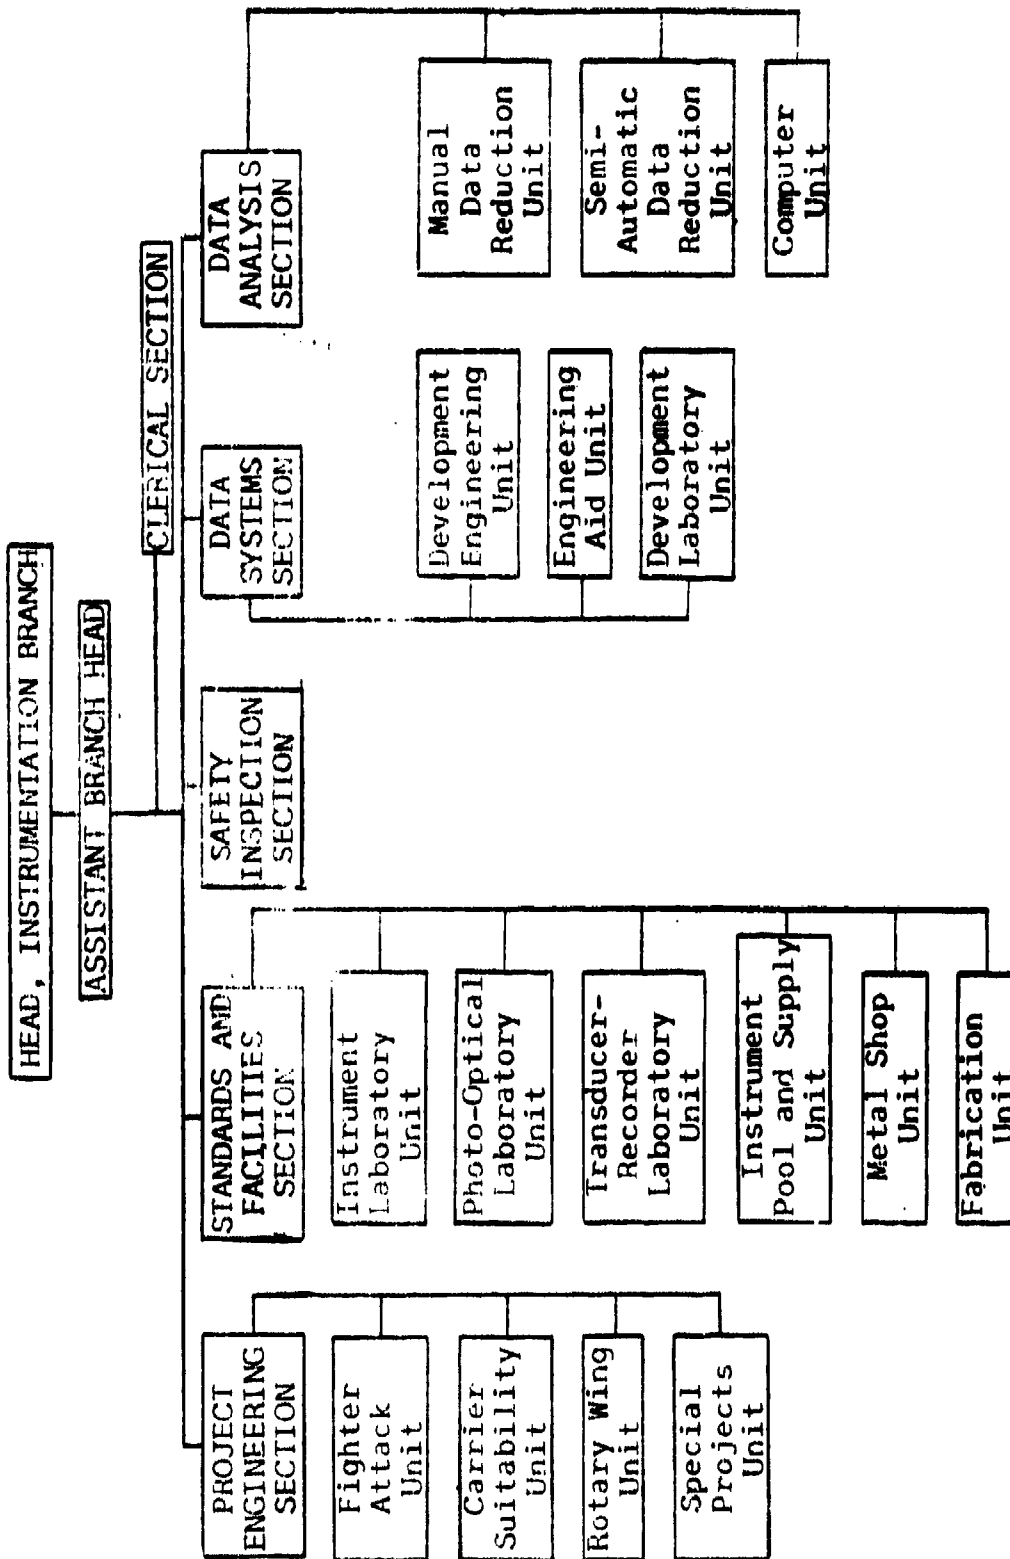 HEAD, INSTRUMENTATION BRANCH
ASSISTANT BRANCH HEAD
CLERICAL SECTION
PROJECT
ENGINEERING
SECTION
Fighter
Attack
Unit
Carrier
Suitability
Unit
Rotary Wing
Unit
Special
Projects
Unit
STANDARDS AND
FACILITIES
SECTION
Instrument
Laboratory
Unit
Photo-Optical
Laboratory
Unit
Transducer-
Recorder
Laboratory
Unit
Instrument
Pool and Supply
Unit
Metal Shop
Unit
Fabrication
Unit
SAFETY
INSPECTION
SECTION
DATA
SYSTEMS
SECTION
Development
Engineering
Unit
Engineering
Aid Unit
Development
Laboratory
Unit
DATA
ANALYSIS
SECTION
Manual
Data
Reduction
Unit
Semi-
Automatic
Data
Reduction
Unit
Computer
Unit